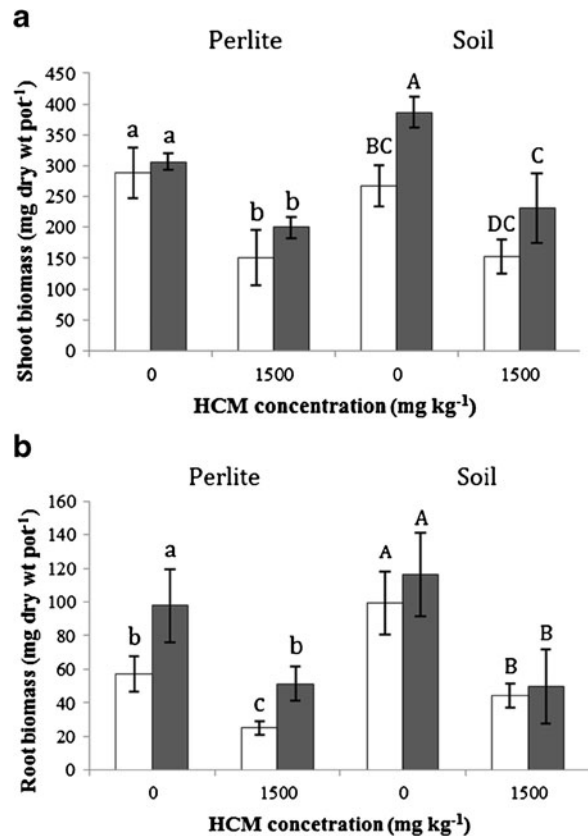 a
Perlite Soil
Shoot biomass (mg dry wt pot-1)
450
400
350
300
250
200
150
100
50
0
a a b b BC A DC C
0 1500 0 1500
HCM concentration (mg kg-1)
b
Perlite Soil
Root biomass (mg dry wt pot-1)
160
140
120
100
80
60
40
20
0
b a C b A A B B
0 1500 0 1500
HCM concetration (mg kg-1)